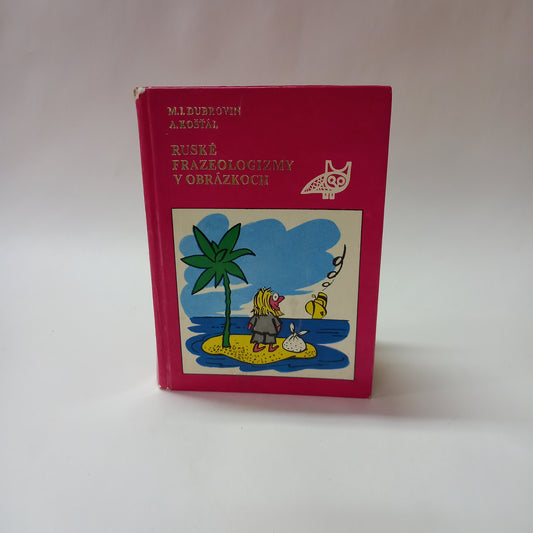 M. I. DUBROVIN
A. KOŠŤÁL
RUSKÉ
FRAZEOLOGIZMY
V OBRÁZKOCH